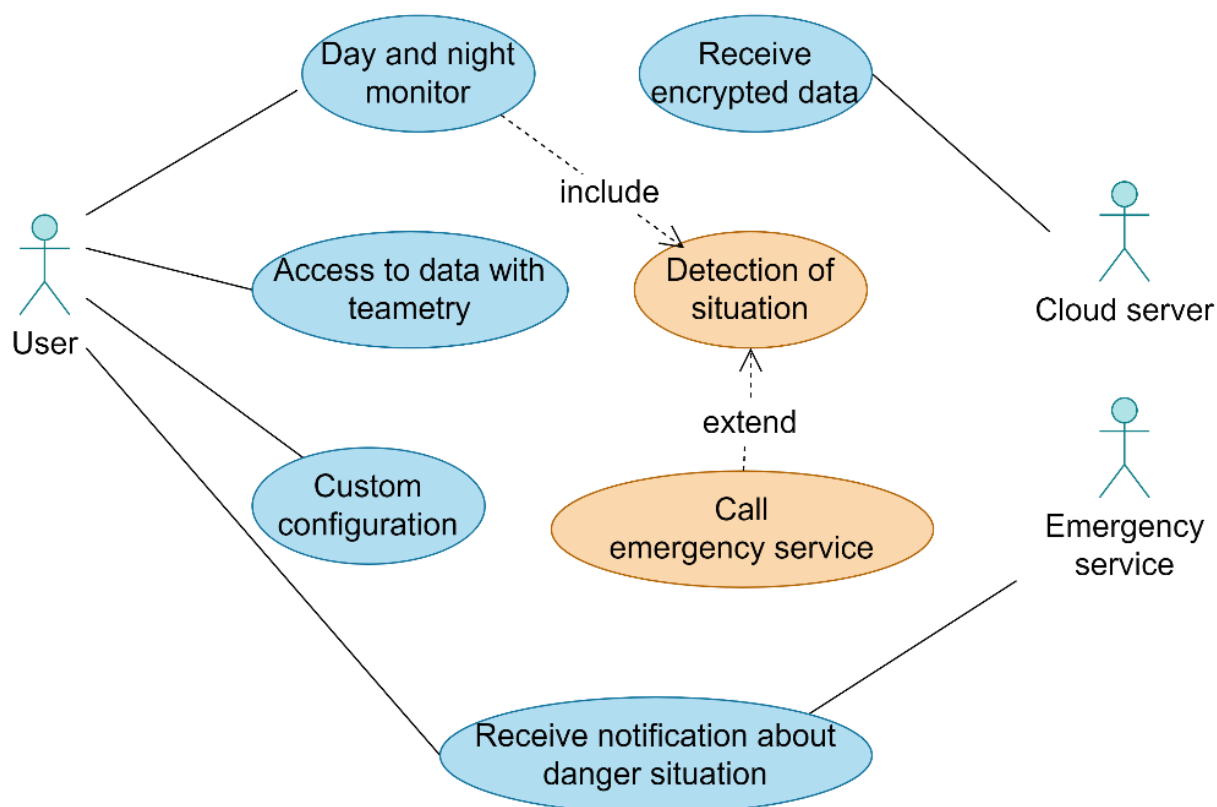 Day and night
monitor
Receive
encrypted data
include
Access to data with
teametry
Detection of
situation
User
Cloud server
extend
Custom
configuration
Call
emergency service
Emergency
service
Receive notification about
danger situation